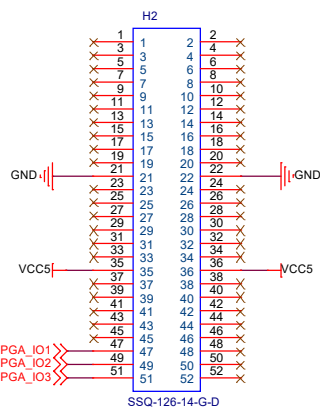 H2
1 1 2 2
3 3 4 4
5 5 6 6
7 7 8 8
9 9 10 10
11 11 12 12
13 13 14 14
15 15 16 16
17 17 18 18
19 19 20 20
GND 21 21 22 22 GND
23 23 24 24
25 25 26 26
27 27 28 28
29 29 30 30
31 31 32 32
33 33 34 34
VCC5 35 35 36 36 VCC5
37 37 38 38
39 39 40 40
41 41 42 42
43 43 44 44
45 45 46 46
PGA_IO1 47 47 48 48
PGA_IO2 49 49 50 50
PGA_IO3 51 51 52 52
SSQ-126-14-G-D